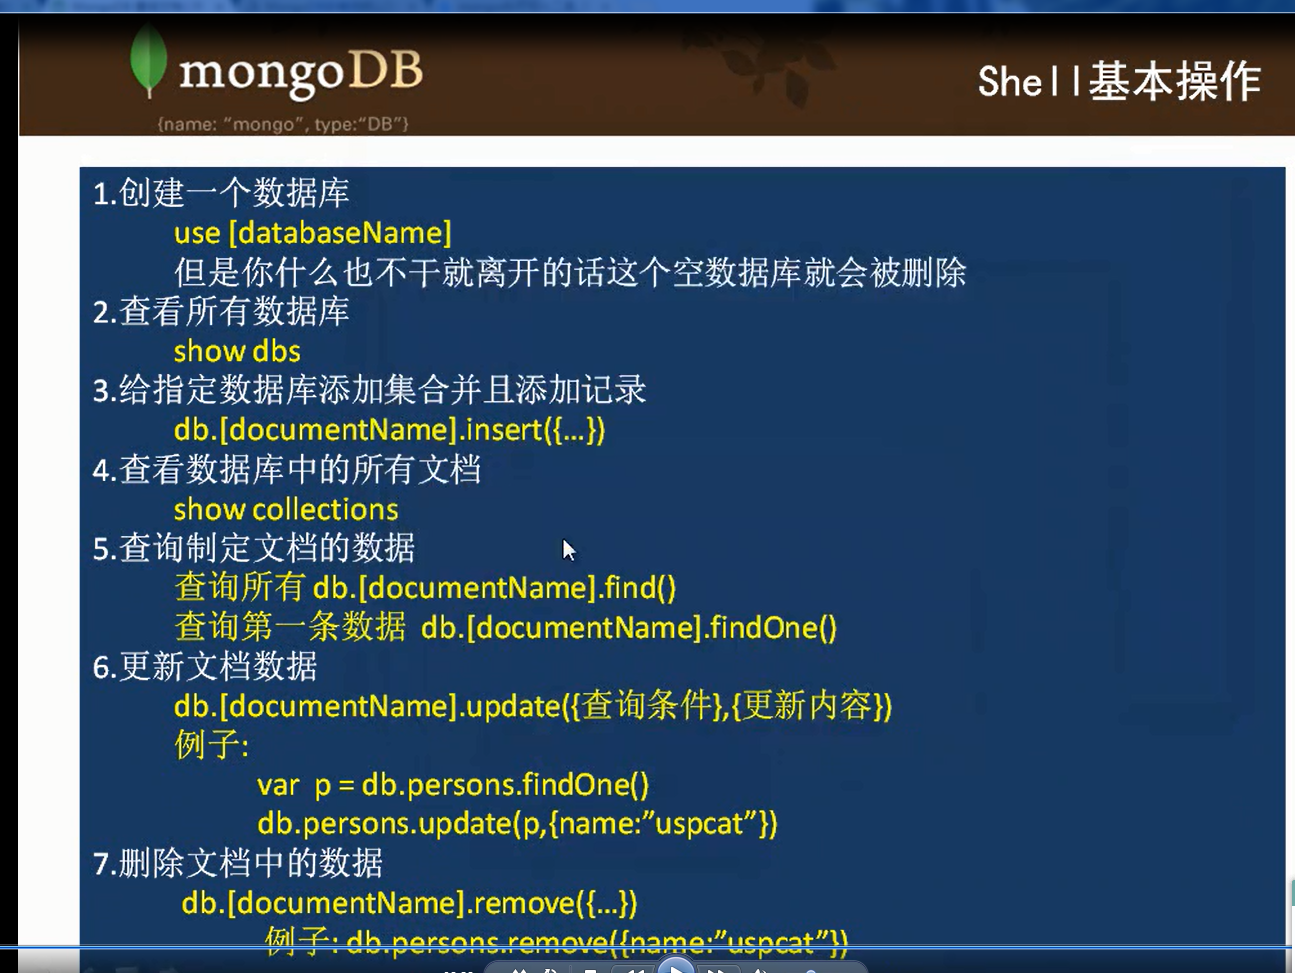 mongoDB
{name: “mongo”, type:“DB”}
Shell基本操作
1.创建一个数据库
use [databaseName]
但是你什么也不干就离开的话这个空数据库就会被删除
2.查看所有数据库
show dbs
3.给指定数据库添加集合并且添加记录
db.[documentName].insert({...})
4.查看数据库中的所有文档
show collections
5.查询制定文档的数据
查询所有 db.[documentName].find()
查询第一条数据 db.[documentName].findOne()
6.更新文档数据
db.[documentName].update({查询条件},{更新内容})
例子:
var p = db.persons.findOne()
db.persons.update(p,{name:”uspcat”})
7.删除文档中的数据
db.[documentName].remove({...})
例子: db.persons.remove({name:”uspcat”})